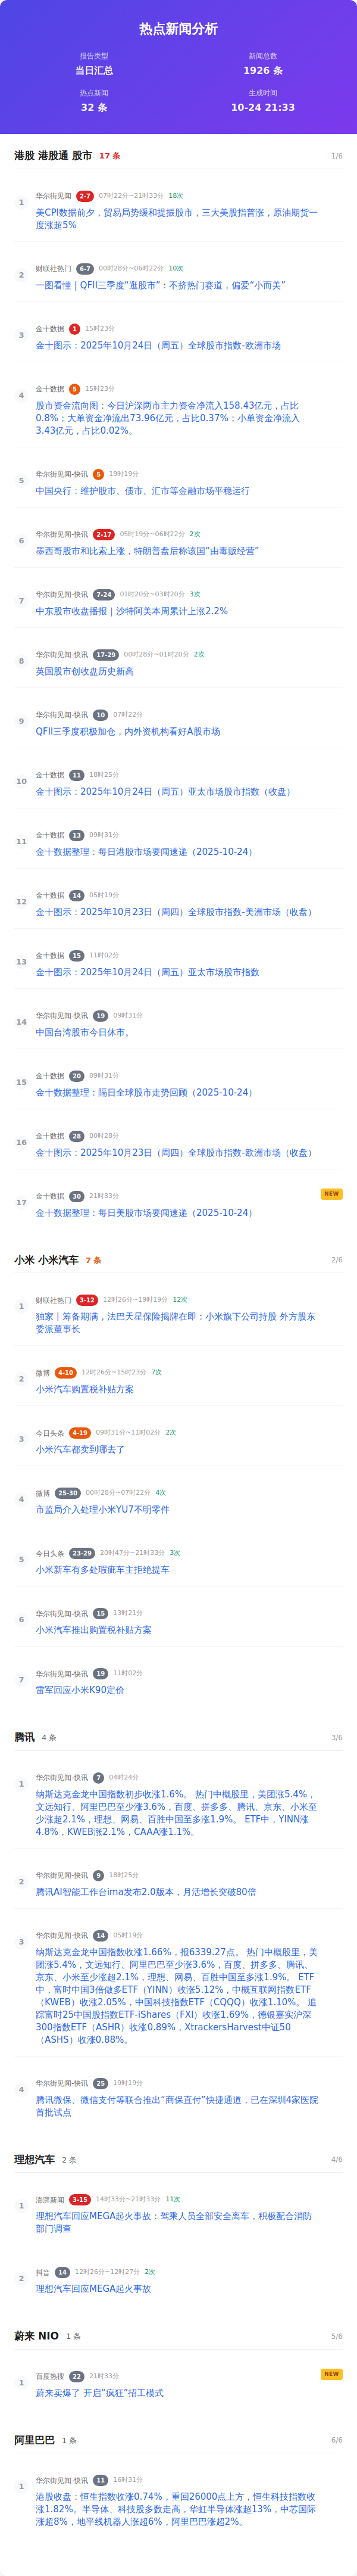 热点新闻分析
报告类型
当日汇总
新闻总数
1926 条
热点新闻
32 条
生成时间
10-24 21:33
港股 港股通 股市 17 条 1/6
1
华尔街见闻 2-7 07时22分~21时33分 18次
美CPI数据前夕，贸易局势缓和提振股市，三大美股指普涨，原油期货一
度涨超5%
2
财联社热门 6-7 00时28分~06时22分 10次
一图看懂丨QFII三季度“逛股市”：不挤热门赛道，偏爱“小而美”
3
金十数据 1 15时23分
金十图示：2025年10月24日（周五）全球股市指数-欧洲市场
4
金十数据 5 15时23分
股市资金流向图：今日沪深两市主力资金净流入158.43亿元，占比
0.8%；大单资金净流出73.96亿元，占比0.37%；小单资金净流入
3.43亿元，占比0.02%。
5
华尔街见闻-快讯 5 19时19分
中国央行：维护股市、债市、汇市等金融市场平稳运行
6
华尔街见闻-快讯 2-17 05时19分~06时22分 2次
墨西哥股市和比索上涨，特朗普盘后称该国“由毒贩经营”
7
华尔街见闻-快讯 7-24 01时20分~03时20分 3次
中东股市收盘播报｜沙特阿美本周累计上涨2.2%
8
华尔街见闻-快讯 17-29 00时28分~01时20分 2次
英国股市创收盘历史新高
9
华尔街见闻-快讯 10 07时22分
QFII三季度积极加仓，内外资机构看好A股市场
10
金十数据 11 18时25分
金十图示：2025年10月24日（周五）亚太市场股市指数（收盘）
11
金十数据 13 09时31分
金十数据整理：每日港股市场要闻速递（2025-10-24）
12
金十数据 14 05时19分
金十图示：2025年10月23日（周四）全球股市指数-美洲市场（收盘）
13
金十数据 15 11时02分
金十图示：2025年10月24日（周五）亚太市场股市指数
14
华尔街见闻-快讯 19 09时31分
中国台湾股市今日休市。
15
金十数据 20 09时31分
金十数据整理：隔日全球股市走势回顾（2025-10-24）
16
金十数据 28 00时28分
金十图示：2025年10月23日（周四）全球股市指数-欧洲市场（收盘）
17
金十数据 30 21时33分 NEW
金十数据整理：每日美股市场要闻速递（2025-10-24）
小米 小米汽车 7 条 2/6
1
财联社热门 3-12 12时26分~19时19分 12次
独家丨筹备期满，法巴天星保险揭牌在即：小米旗下公司持股 外方股东
委派董事长
2
微博 4-10 12时26分~15时23分 7次
小米汽车购置税补贴方案
3
今日头条 4-19 09时31分~11时02分 2次
小米汽车都卖到哪去了
4
微博 25-30 00时28分~07时22分 4次
市监局介入处理小米YU7不明零件
5
今日头条 23-29 20时47分~21时33分 3次
小米新车有多处瑕疵车主拒绝提车
6
华尔街见闻-快讯 15 13时21分
小米汽车推出购置税补贴方案
7
华尔街见闻-快讯 19 11时02分
雷军回应小米K90定价
腾讯 4 条 3/6
1
华尔街见闻-快讯 7 04时24分
纳斯达克金龙中国指数初步收涨1.6%。 热门中概股里，美团涨5.4%，
文远知行、阿里巴巴至少涨3.6%，百度、拼多多、腾讯、京东、小米至
少涨超2.1%，理想、网易、百胜中国至多涨1.9%。 ETF中，YINN涨
4.8%，KWEB涨2.1%，CAAA涨1.1%。
2
华尔街见闻-快讯 9 18时25分
腾讯AI智能工作台ima发布2.0版本，月活增长突破80倍
3
华尔街见闻-快讯 14 05时19分
纳斯达克金龙中国指数收涨1.66%，报6339.27点。 热门中概股里，美
团涨5.4%，文远知行、阿里巴巴至少涨3.6%，百度、拼多多、腾讯、
京东、小米至少涨超2.1%，理想、网易、百胜中国至多涨1.9%。 ETF
中，富时中国3倍做多ETF（YINN）收涨5.12%，中概互联网指数ETF
（KWEB）收涨2.05%，中国科技指数ETF（CQQQ）收涨1.10%。 追
踪富时25中国股指数ETF-iShares（FXI）收涨1.69%，德银嘉实沪深
300指数ETF（ASHR）收涨0.89%，XtrackersHarvest中证50
（ASHS）收涨0.88%。
4
华尔街见闻-快讯 25 19时19分
腾讯微保、微信支付等联合推出“商保直付”快捷通道，已在深圳4家医院
首批试点
理想汽车 2 条 4/6
1
澎湃新闻 3-15 14时33分~21时33分 11次
理想汽车回应MEGA起火事故：驾乘人员全部安全离车，积极配合消防
部门调查
2
抖音 14 12时26分~12时27分 2次
理想汽车回应MEGA起火事故
蔚来 NIO 1 条 5/6
1
百度热搜 22 21时33分 NEW
蔚来卖爆了 开启“疯狂”招工模式
阿里巴巴 1 条 6/6
1
华尔街见闻-快讯 11 16时31分
港股收盘：恒生指数收涨0.74%，重回26000点上方，恒生科技指数收
涨1.82%。半导体、科技股多数走高，华虹半导体涨超13%，中芯国际
涨超8%，地平线机器人涨超6%，阿里巴巴涨超2%。